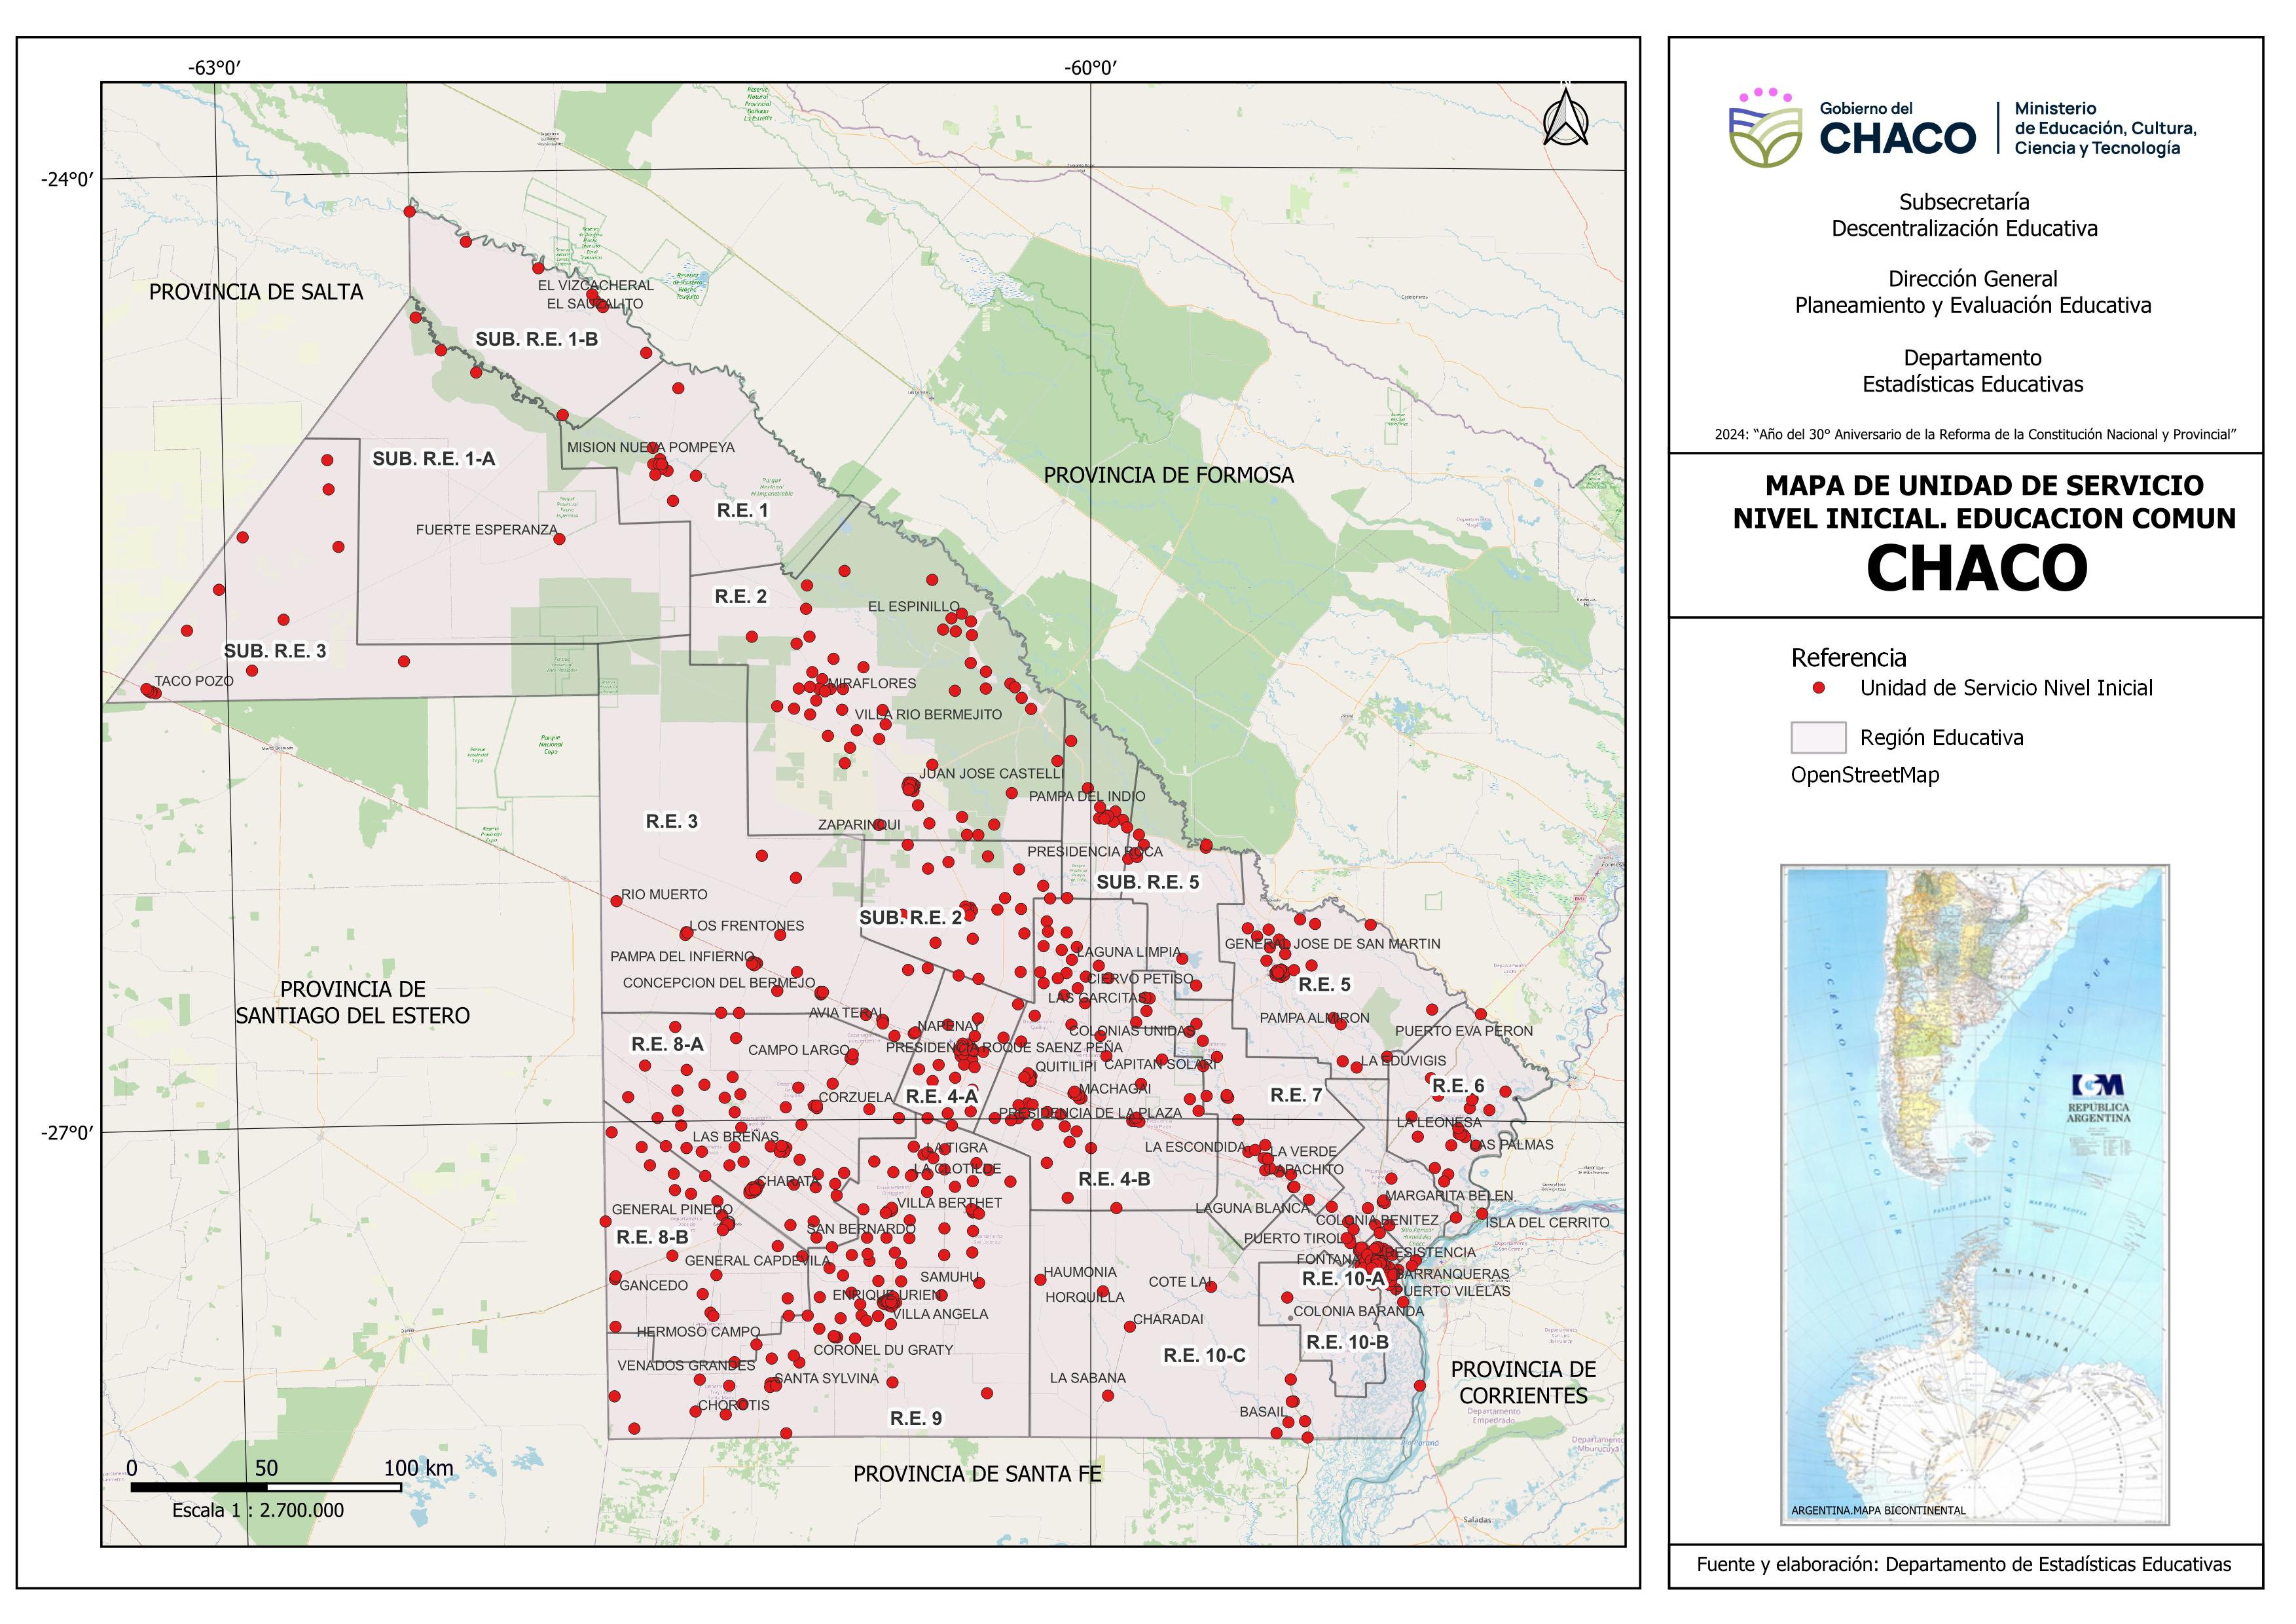 -63°0′
-60°0′
-24°0′
-27°0′
N
PROVINCIA DE SALTA
EL VIZCACHERAL
EL SAUZALITO
SUB. R.E. 1-B
MISION NUEVA POMPEYA
SUB. R.E. 1-A
PROVINCIA DE FORMOSA
R.E. 1
FUERTE ESPERANZA
R.E. 2
EL ESPINILLO
SUB. R.E. 3
TACO POZO
MIRAFLORES
VILLA RIO BERMEJITO
JUAN JOSE CASTELLI
PAMPA DEL INDIO
R.E. 3
ZAPARINQUI
PRESIDENCIA ROCA
SUB. R.E. 5
RIO MUERTO
SUB. R.E. 2
LOS FRENTONES
GENERAL JOSE DE SAN MARTIN
PAMPA DEL INFIERNO
LAGUNA LIMPIA
CONCEPCION DEL BERMEJO
CIERVO PETISO
R.E. 5
PROVINCIA DE
SANTIAGO DEL ESTERO
LAS GARCITAS
AVIA TERAI
PAMPA ALMIRON
NAPENAY
COLONIAS UNIDAS
PUERTO EVA PERON
R.E. 8-A
CAMPO LARGO
PRESIDENCIA ROQUE SAENZ PEÑA
QUITILIPI
CAPITAN SOLARI
LA EDUVIGIS
R.E. 6
MACHAGAI
CORZUELA
R.E. 4-A
R.E. 7
PRESIDENCIA DE LA PLAZA
LA LEONESA
LAS BREÑAS
LA TIGRA
LA ESCONDIDA
LA VERDE
LAS PALMAS
LA CLOTILDE
LAPACHITO
CHARATA
R.E. 4-B
VILLA BERTHET
MARGARITA BELEN
GENERAL PINEDO
LAGUNA BLANCA
SAN BERNARDO
COLONIA BENITEZ
ISLA DEL CERRITO
R.E. 8-B
PUERTO TIROL
GENERAL CAPDEVILA
FONTANA
RESISTENCIA
GANCEDO
SAMUHU
HAUMONIA
COTE LAI
R.E. 10-A
BARRANQUERAS
ENRIQUE URIEN
HORQUILLA
PUERTO VILELAS
VILLA ANGELA
CHARADAI
COLONIA BARANDA
HERMOSO CAMPO
CORONEL DU GRATY
R.E. 10-C
R.E. 10-B
VENADOS GRANDES
SANTA SYLVINA
LA SABANA
PROVINCIA DE
CORRIENTES
CHOROTIS
R.E. 9
BASAIL
PROVINCIA DE SANTA FE
0 50 100 km
Escala 1 : 2.700.000
Gobierno del
CHACO
Ministerio
de Educación, Cultura,
Ciencia y Tecnología
Subsecretaría
Descentralización Educativa
Dirección General
Planeamiento y Evaluación Educativa
Departamento
Estadísticas Educativas
2024: “Año del 30° Aniversario de la Reforma de la Constitución Nacional y Provincial”
MAPA DE UNIDAD DE SERVICIO
NIVEL INICIAL. EDUCACION COMUN
CHACO
Referencia
Unidad de Servicio Nivel Inicial
Región Educativa
OpenStreetMap
IGM
REPUBLICA
ARGENTINA
OCEANO PACIFICO SUR
OCEANO ATLANTICO SUR
ANTARTIDA
ARGENTINA
ARGENTINA.MAPA BICONTINENTAL
Fuente y elaboración: Departamento de Estadísticas Educativas